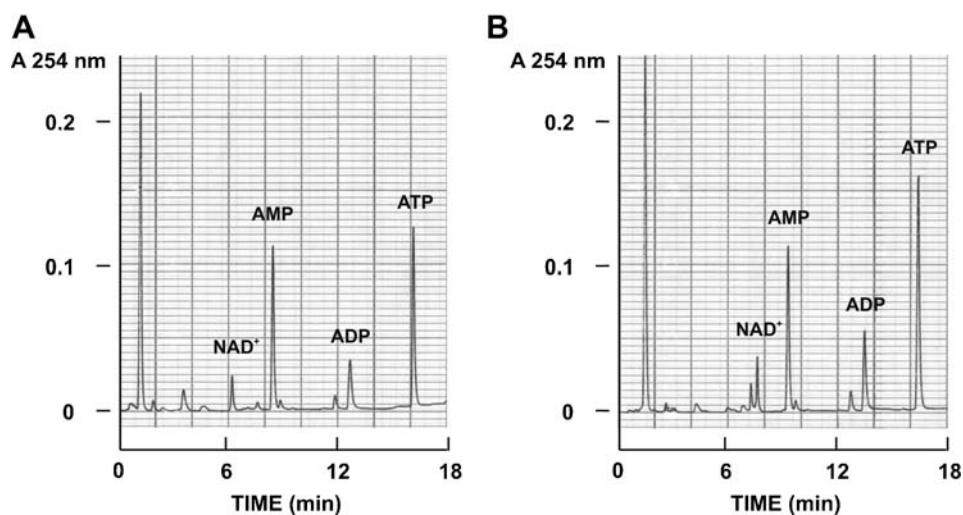 A
A 254 nm
0.2
0.1
0
AMP
ATP
NAD+
ADP
0
6
12
18
TIME (min)
B
A 254 nm
0.2
0.1
0
ATP
AMP
ADP
NAD+
0
6
12
18
TIME (min)